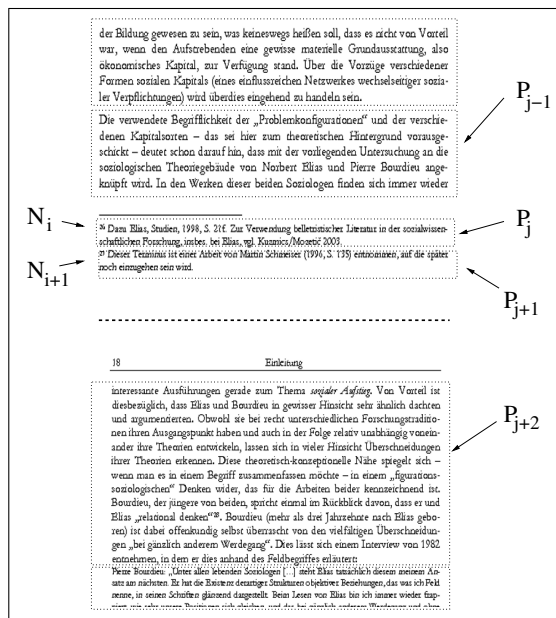 der Bildung gewesen zu sein, was keineswegs heißen soll, dass es nicht von Vorteil
war, wenn den Aufstrebenden eine gewisse materielle Grundausstattung, also
ökonomisches Kapital, zur Verfügung stand. Über die Vorzüge verschiedener
Formen sozialen Kapitals (eines einflussreichen Netzwerkes wechselseitiger sozia-
ler Verpflichtungen) wird überdies eingehend zu handeln sein.
Die verwendete Begrifflichkeit der „Problemkonfigurationen“ und der verschie-
denen Kapitalsorten – das sei hier zum theoretischen Hintergrund vorausge-
schickt – deutet schon darauf hin, dass mit der vorliegenden Untersuchung an die
soziologischen Theoriegebäude von Norbert Elias und Pierre Bourdieu ange-
knüpft wird. In den Werken dieser beiden Soziologen finden sich immer wieder
P_{j−1}
N_i
26 Dazu Elias, Studien, 1998, S. 21f. Zur Verwendung belletristischer Literatur in der sozialwissen-
schaftlichen Forschung, insbes. bei Elias, vgl. Kuzmics/Mozetič 2003.
P_j
N_{i+1}
27 Dieser Terminus ist einer Arbeit von Martin Schmeiser (1996, S. 135) entnommen, auf die später
noch einzugehen sein wird.
P_{j+1}
18 Einleitung
interessante Ausführungen gerade zum Thema sozialer Aufstieg. Von Vorteil ist
diesbezüglich, dass Elias und Bourdieu in gewisser Hinsicht sehr ähnlich dachten
und argumentierten. Obwohl sie bei recht unterschiedlichen Forschungstraditio-
nen ihren Ausgangspunkt haben und auch in der Folge relativ unabhängig vonein-
ander ihre Theorien entwickeln, lassen sich in vieler Hinsicht Überschneidungen
ihrer Theorien erkennen. Diese theoretisch-konzeptionelle Nähe spiegelt sich –
wenn man es in einem Begriff zusammenfassen möchte – in einem „figurations-
soziologischen“ Denken wider, das für die Arbeiten beider kennzeichnend ist.
Bourdieu, der jüngere von beiden, spricht einmal im Rückblick davon, dass er und
Elias „relational denken“28. Bourdieu (mehr als drei Jahrzehnte nach Elias gebo-
ren) ist dabei offenkundig selbst überrascht von den vielfältigen Überschneidun-
gen „bei gänzlich anderem Werdegang“. Dies lässt sich einem Interview von 1982
entnehmen, in dem er dies anhand des Feldbegriffes erläutert:
P_{j+2}
Pierre Bourdieu: „Unter allen lebenden Soziologen [...] steht Elias tatsächlich diesem meinem An-
satz am nächsten. Er hat die Existenz derartiger Strukturen objektiver Beziehungen, das was ich Feld
nenne, in seinen Schriften glänzend dargestellt. Beim Lesen von Elias bin ich immer wieder frap-